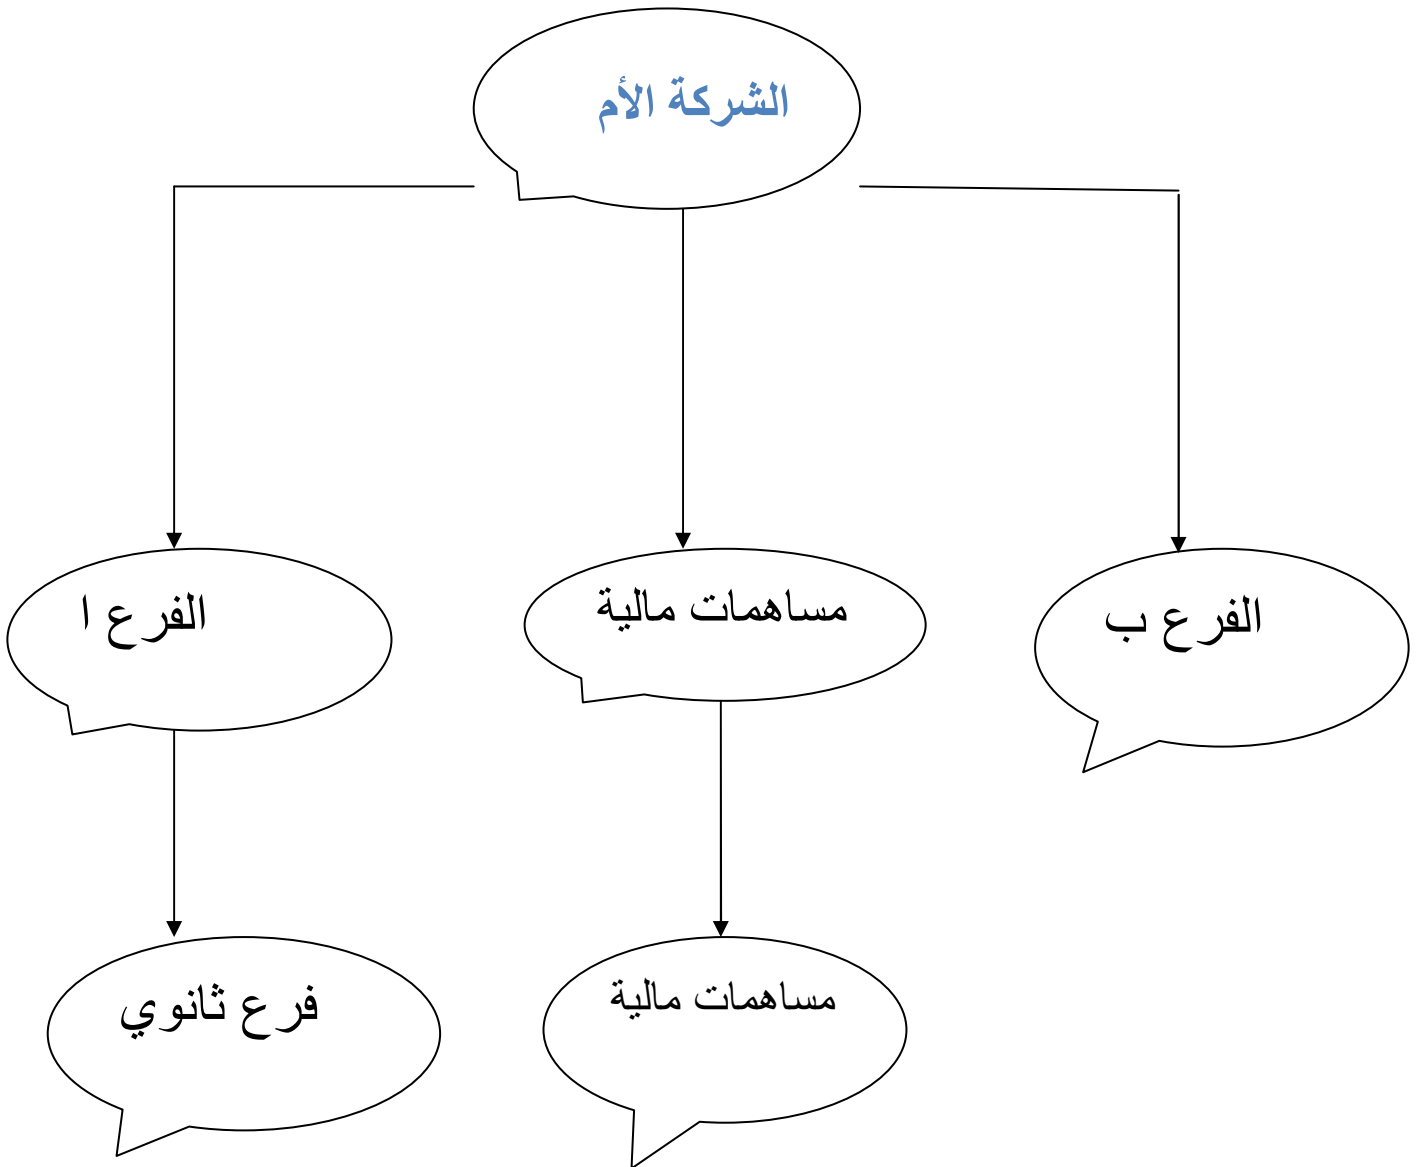 الشركة الأم
الفرع ب
مساهمات مالية
الفرع ا
مساهمات مالية
فرع ثانوي